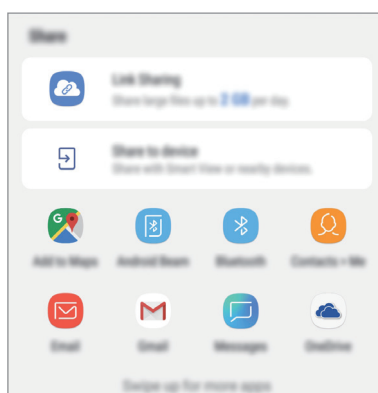 Share
Link Sharing
Share large files up to 2 GB per day.
Share to device
Share with Smart View or nearby devices.
Add to Maps Android Beam Bluetooth Contacts + Me
Email Gmail Messages OneDrive
Swipe up for more apps